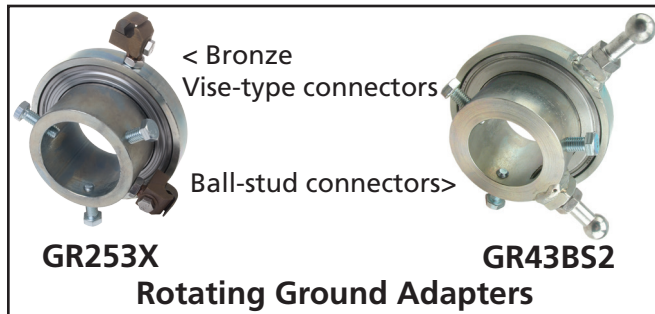 < Bronze
Vise-type connectors
Ball-stud connectors>
GR253X
GR43BS2
Rotating Ground Adapters